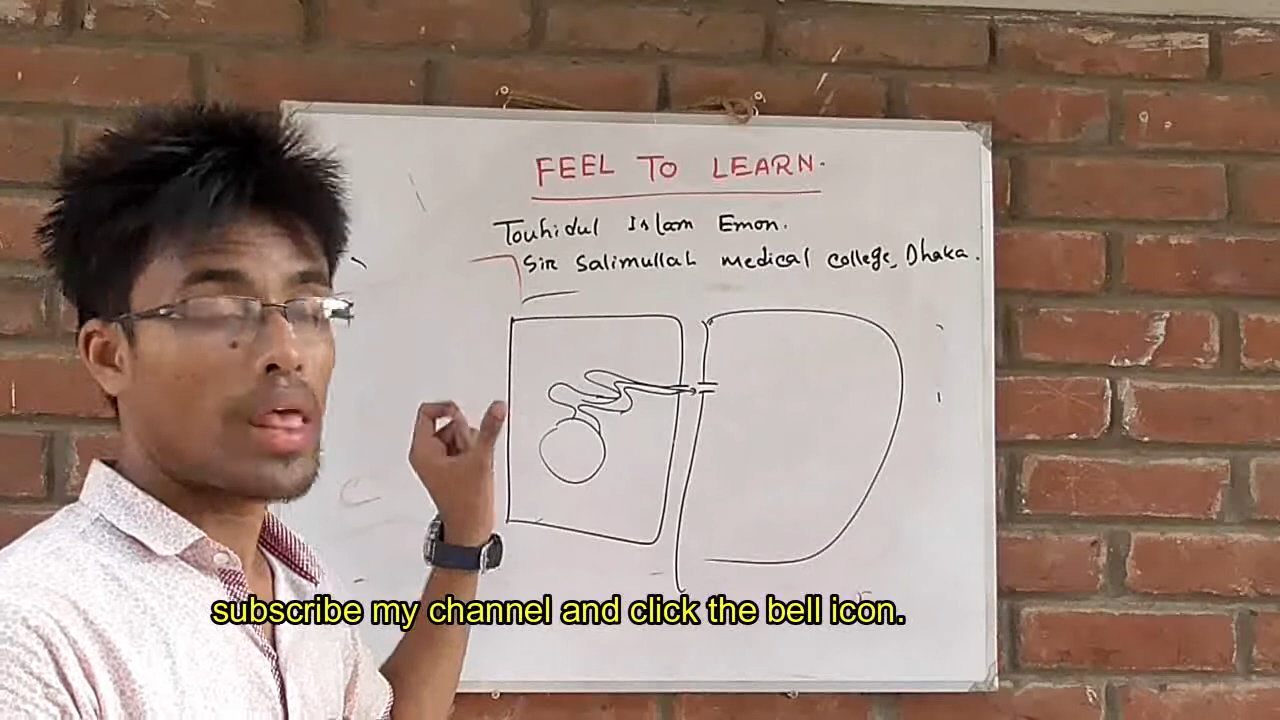 FEEL TO LEARN.
Touhidul Islam Emon.
Sir Salimullah medical college, Dhaka.
subscribe my channel and click the bell icon.